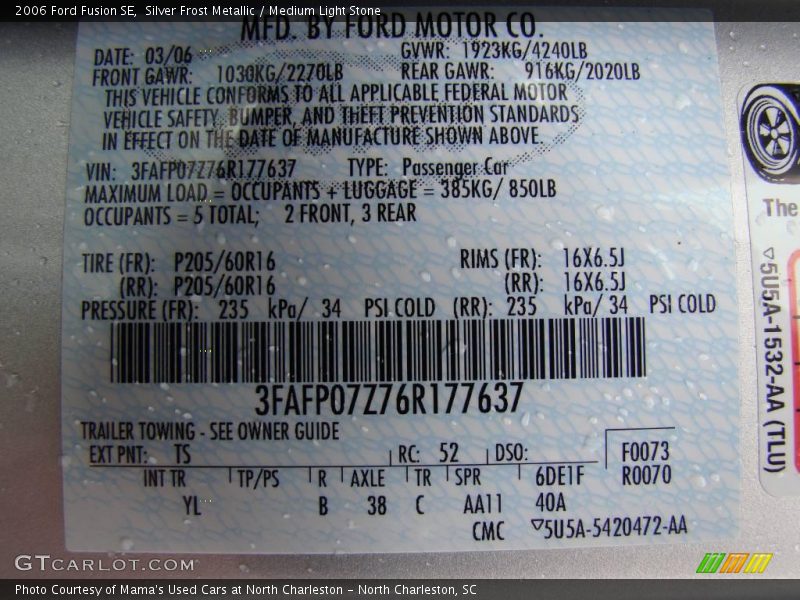 2006 Ford Fusion SE,  Silver Frost Metallic / Medium Light Stone
MFD. BY FORD MOTOR CO.
DATE: 03/06 GVWR: 1923KG/4240LB
FRONT GAWR: 1030KG/2270LB REAR GAWR: 916KG/2020LB
THIS VEHICLE CONFORMS TO ALL APPLICABLE FEDERAL MOTOR
VEHICLE SAFETY, BUMPER, AND THEFT PREVENTION STANDARDS
IN EFFECT ON THE DATE OF MANUFACTURE SHOWN ABOVE.
VIN: 3FAFP07Z76R177637 TYPE: Passenger Car
MAXIMUM LOAD = OCCUPANTS + LUGGAGE = 385KG/ 850LB
OCCUPANTS = 5 TOTAL; 2 FRONT, 3 REAR
TIRE (FR): P205/60R16 RIMS (FR): 16X6.5J
(RR): P205/60R16 (RR): 16X6.5J
PRESSURE (FR): 235 kPa/ 34 PSI COLD (RR): 235 kPa/ 34 PSI COLD
3FAFP07Z76R177637
TRAILER TOWING - SEE OWNER GUIDE
EXT PNT: TS RC: 52 DSO: F0073
INT TR TP/PS R AXLE TR SPR 6DE1F R0070
YL B 38 C AA11 40A
CMC ▽5U5A-5420472-AA
The
▽5U5A-1532-AA (TLU)
GTCARLOT.COM
Photo Courtesy of Mama's Used Cars at North Charleston – North Charleston, SC